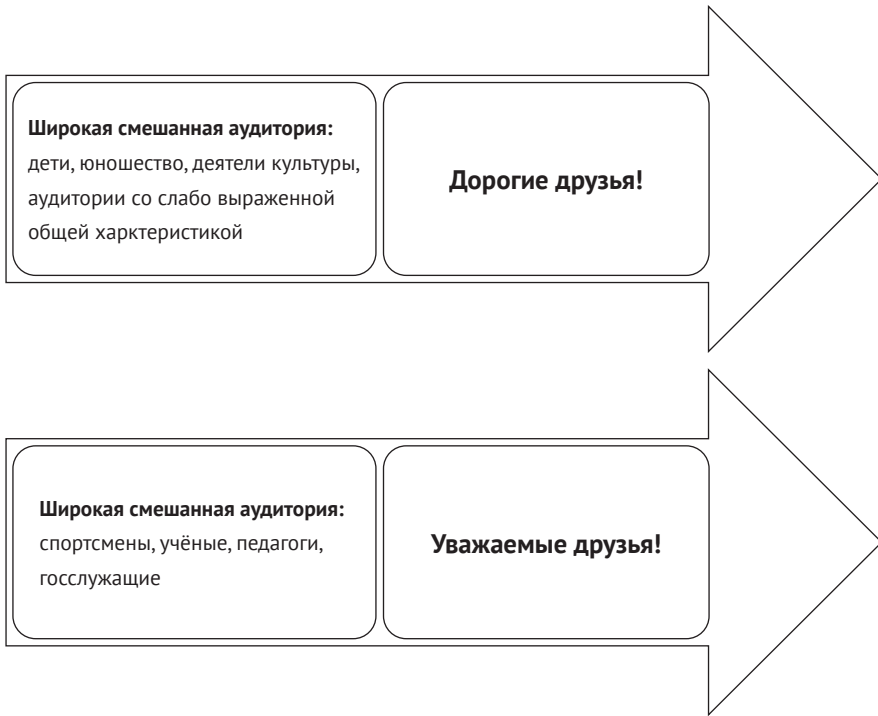 Широкая смешанная аудитория:
дети, юношество, деятели культуры,
аудитории со слабо выраженной
общей харктеристикой
Дорогие друзья!
Широкая смешанная аудитория:
спортсмены, учёные, педагоги,
госслужащие
Уважаемые друзья!